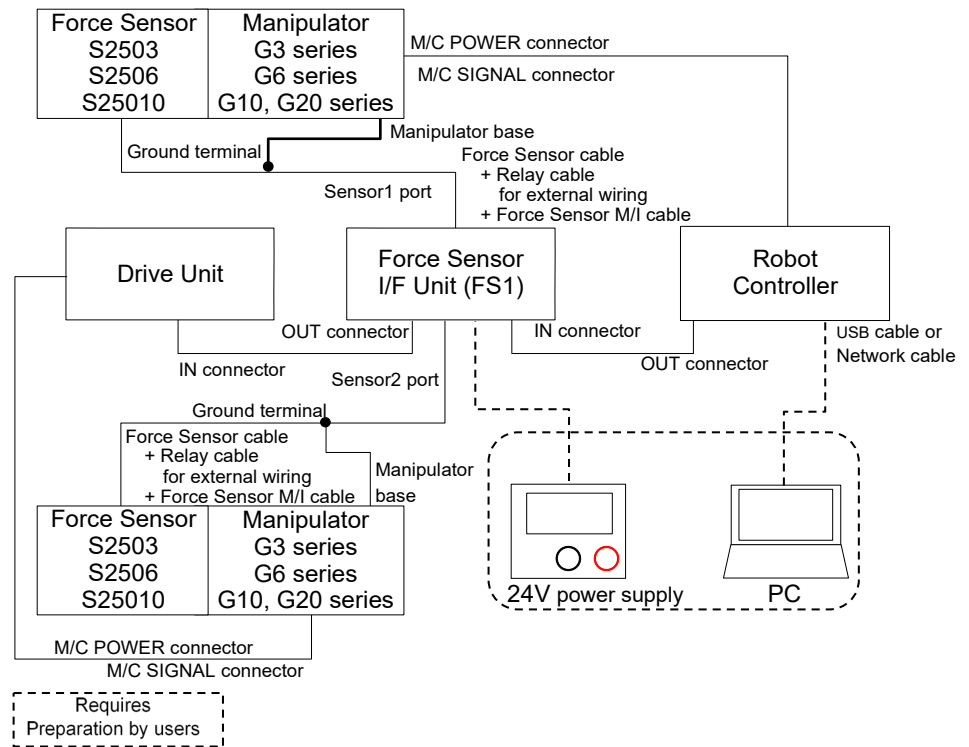 Force Sensor
S2503
S2506
S25010
Manipulator
G3 series
G6 series
G10, G20 series
M/C POWER connector
M/C SIGNAL connector
Manipulator base
Ground terminal
Force Sensor cable
+ Relay cable
for external wiring
+ Force Sensor M/I cable
Sensor1 port
Drive Unit
Force Sensor
I/F Unit (FS1)
Robot
Controller
OUT connector
IN connector
IN connector
OUT connector
USB cable or
Network cable
Sensor2 port
Ground terminal
Force Sensor cable
+ Relay cable
for external wiring
+ Force Sensor M/I cable
Manipulator
base
Force Sensor
S2503
S2506
S25010
Manipulator
G3 series
G6 series
G10, G20 series
24V power supply
PC
M/C POWER connector
M/C SIGNAL connector
Requires
Preparation by users